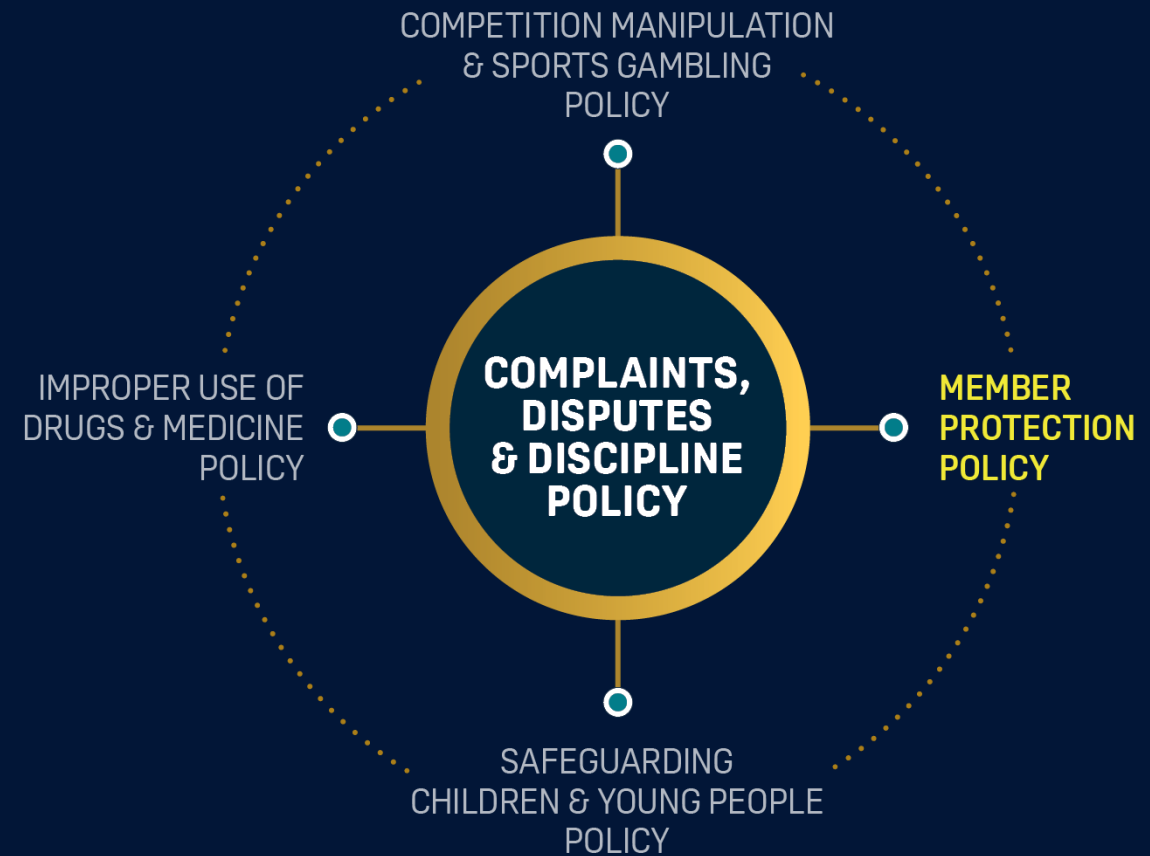 COMPETITION MANIPULATION
& SPORTS GAMBLING
POLICY
IMPROPER USE OF
DRUGS & MEDICINE
POLICY
COMPLAINTS,
DISPUTES
& DISCIPLINE
POLICY
MEMBER
PROTECTION
POLICY
SAFEGUARDING
CHILDREN & YOUNG PEOPLE
POLICY